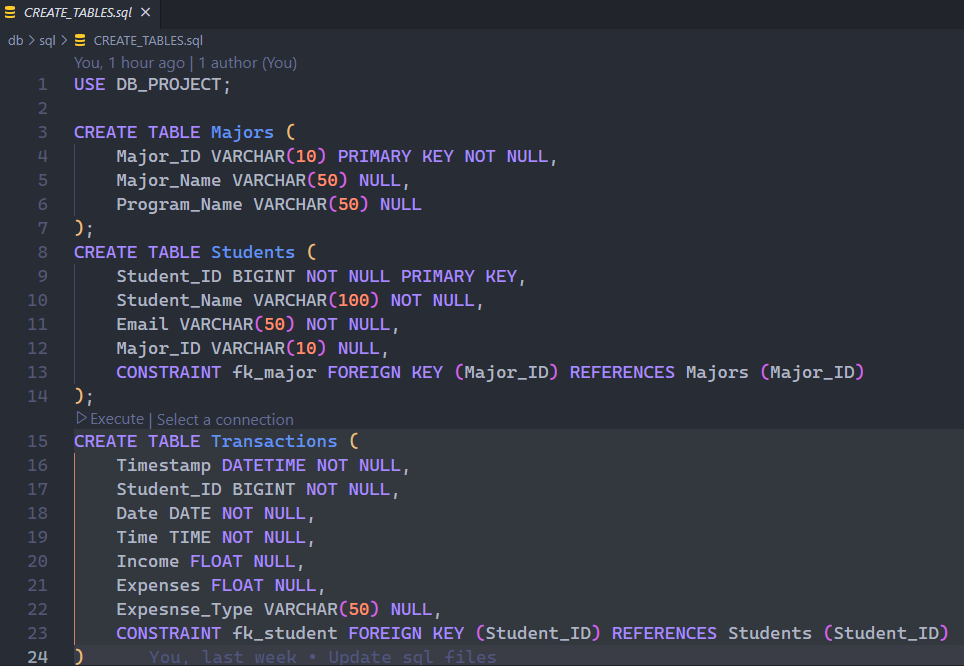 CREATE_TABLES.sql ×
db > sql > CREATE_TABLES.sql
You, 1 hour ago | 1 author (You)
1 USE DB_PROJECT;
2
3 CREATE TABLE Majors (
4 Major_ID VARCHAR(10) PRIMARY KEY NOT NULL,
5 Major_Name VARCHAR(50) NULL,
6 Program_Name VARCHAR(50) NULL
7 );
8 CREATE TABLE Students (
9 Student_ID BIGINT NOT NULL PRIMARY KEY,
10 Student_Name VARCHAR(100) NOT NULL,
11 Email VARCHAR(50) NOT NULL,
12 Major_ID VARCHAR(10) NULL,
13 CONSTRAINT fk_major FOREIGN KEY (Major_ID) REFERENCES Majors (Major_ID)
14 );
Execute | Select a connection
15 CREATE TABLE Transactions (
16 Timestamp DATETIME NOT NULL,
17 Student_ID BIGINT NOT NULL,
18 Date DATE NOT NULL,
19 Time TIME NOT NULL,
20 Income FLOAT NULL,
21 Expenses FLOAT NULL,
22 Expesnse_Type VARCHAR(50) NULL,
23 CONSTRAINT fk_student FOREIGN KEY (Student_ID) REFERENCES Students (Student_ID)
24 ) You, last week • Update sql files